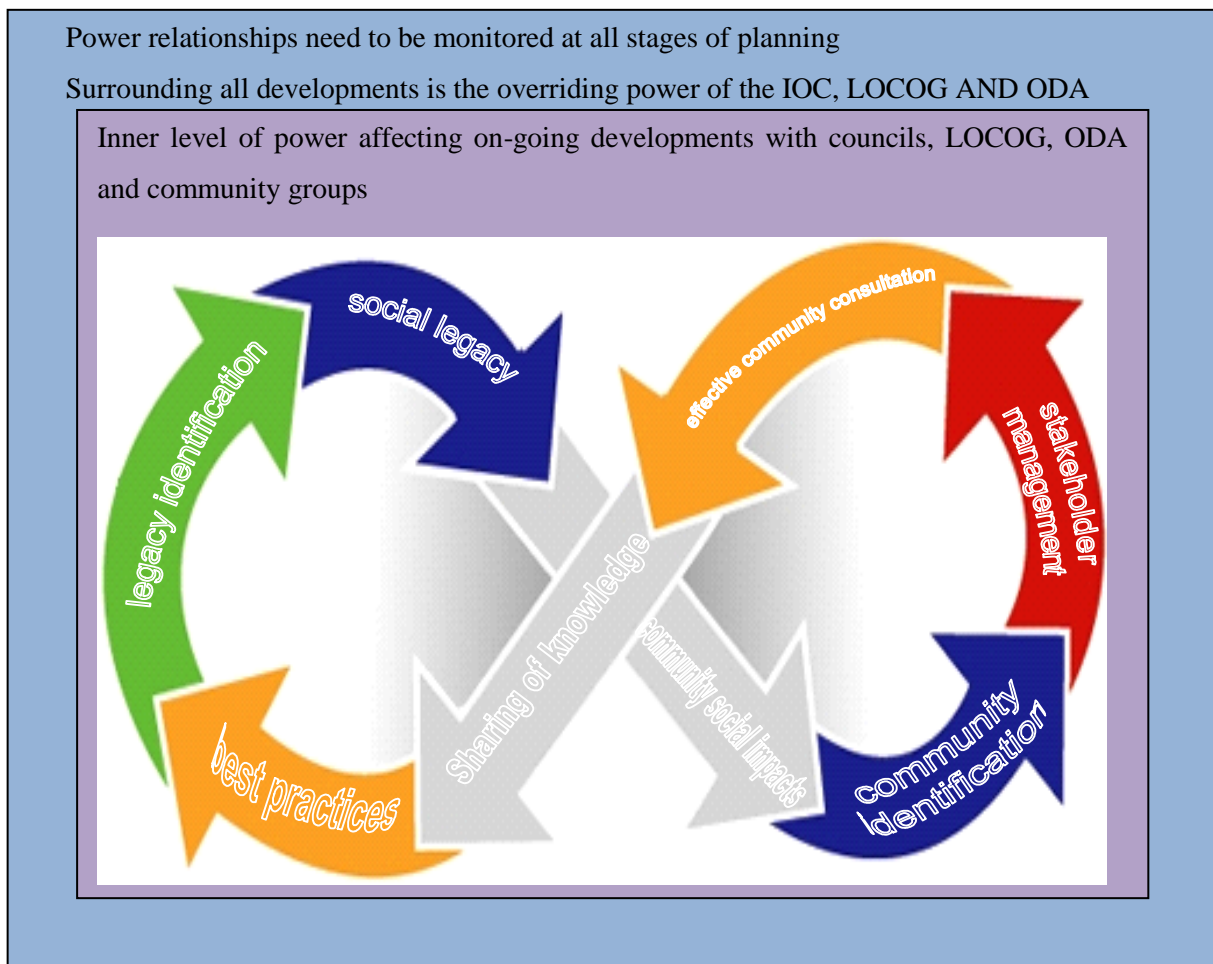 Power relationships need to be monitored at all stages of planning
Surrounding all developments is the overriding power of the IOC, LOCOG AND ODA
Inner level of power affecting on-going developments with councils, LOCOG, ODA
and community groups
social legacy
effective community consultation
legacy identification
stakeholder
management
Sharing of knowledge
community social impacts
best practices
community
Identification